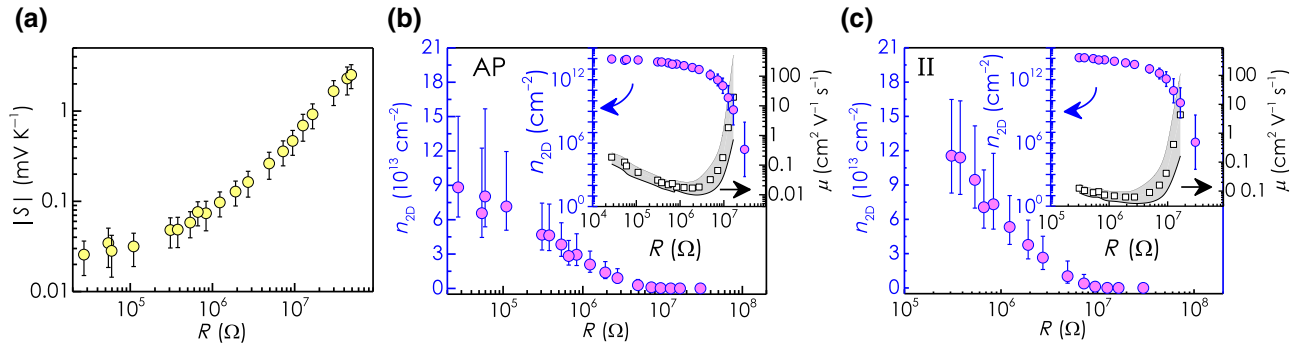 (a)
|S| (mV K⁻¹)
1
0.1
0.01
10⁵ 10⁶ 10⁷
R (Ω)
(b)
AP
n₂D (10¹³ cm⁻²)
21
18
15
12
9
6
3
0
10⁵ 10⁶ 10⁷ 10⁸
R (Ω)
n₂D (cm⁻²)
10¹²
10⁶
10⁰
10⁴ 10⁵ 10⁶ 10⁷
R (Ω)
100
10
1
0.1
0.01
μ (cm² V⁻¹ s⁻¹)
(c)
II
n₂D (10¹³ cm⁻²)
21
18
15
12
9
6
3
0
10⁵ 10⁶ 10⁷ 10⁸
R (Ω)
n₂D (cm⁻²)
10¹²
10⁶
10⁰
10⁵ 10⁶ 10⁷
R (Ω)
100
10
1
0.1
0 01
μ (cm² V⁻¹ s⁻¹)